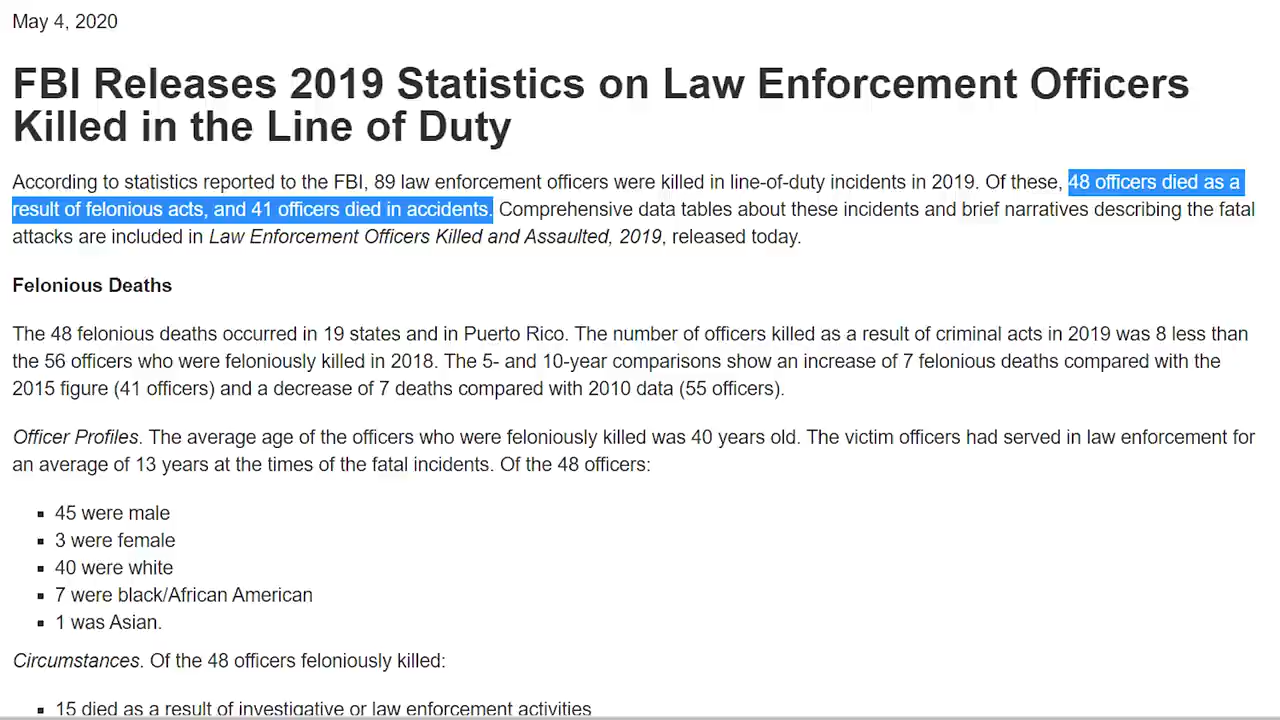 May 4, 2020
FBI Releases 2019 Statistics on Law Enforcement Officers
Killed in the Line of Duty
According to statistics reported to the FBI, 89 law enforcement officers were killed in line-of-duty incidents in 2019. Of these, 48 officers died as a
result of felonious acts, and 41 officers died in accidents. Comprehensive data tables about these incidents and brief narratives describing the fatal
attacks are included in Law Enforcement Officers Killed and Assaulted, 2019, released today.
Felonious Deaths
The 48 felonious deaths occurred in 19 states and in Puerto Rico. The number of officers killed as a result of criminal acts in 2019 was 8 less than
the 56 officers who were feloniously killed in 2018. The 5- and 10-year comparisons show an increase of 7 felonious deaths compared with the
2015 figure (41 officers) and a decrease of 7 deaths compared with 2010 data (55 officers).
Officer Profiles. The average age of the officers who were feloniously killed was 40 years old. The victim officers had served in law enforcement for
an average of 13 years at the times of the fatal incidents. Of the 48 officers:
▪ 45 were male
▪ 3 were female
▪ 40 were white
▪ 7 were black/African American
▪ 1 was Asian.
Circumstances. Of the 48 officers feloniously killed:
▪ 15 died as a result of investigative or law enforcement activities